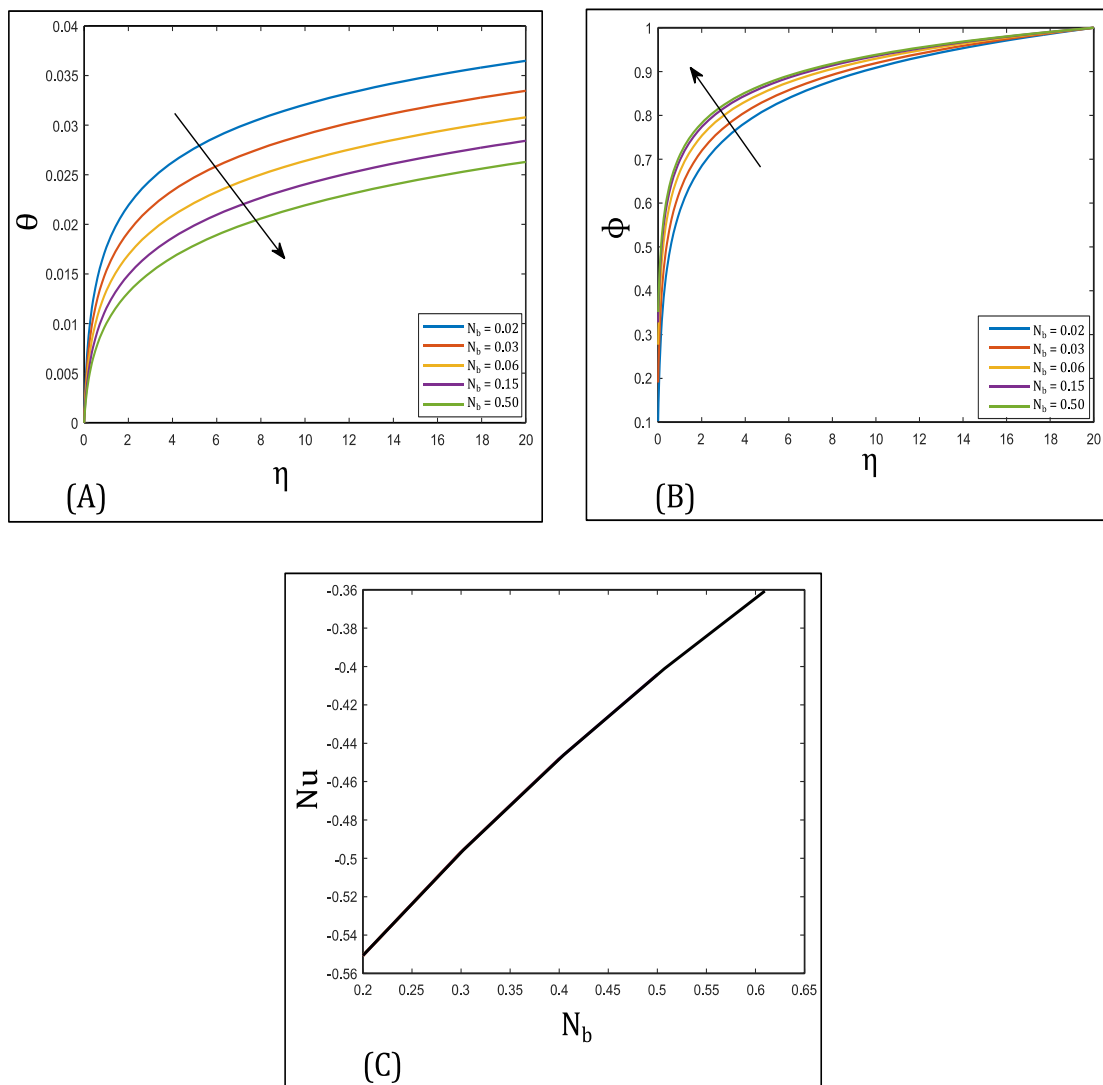 0.04
0.035
0.03
0.025
0.02
0.015
0.01
0.005
0
θ
0 2 4 6 8 10 12 14 16 18 20
η
N_b = 0.02
N_b = 0.03
N_b = 0.06
N_b = 0.15
N_b = 0.50
(A)
1
0.9
0.8
0.7
0.6
0.5
0.4
0.3
0.2
0.1
ϕ
0 2 4 6 8 10 12 14 16 18 20
η
N_b = 0.02
N_b = 0.03
N_b = 0.06
N_b = 0.15
N_b = 0.50
(B)
-0.36
-0.38
-0.4
-0.42
-0.44
-0.46
-0.48
-0.5
-0.52
-0.54
-0.56
Nu
0.2 0.25 0.3 0.35 0.4 0.45 0.5 0.55 0.6 0.65
N_b
(C)